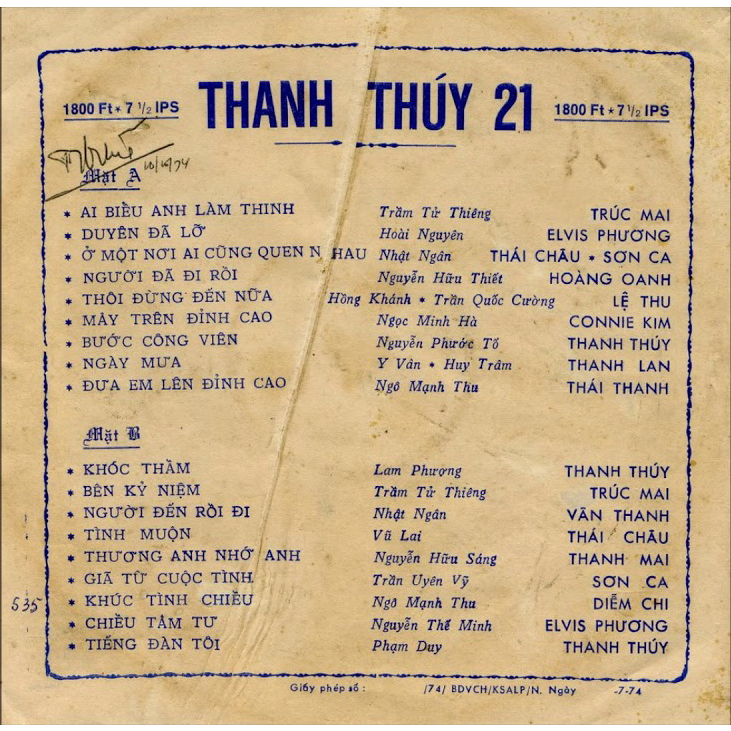 1800 Ft * 7 1/2 IPS THANH THÚY 21 1800 Ft * 7 1/2 IPS
10/10/74
Mặt A
* AI BIỂU ANH LÀM THINH Trầm Tử Thiêng TRÚC MAI
* DUYÊN ĐÃ LỠ Hoài Nguyên ELVIS PHƯƠNG
* Ở MỘT NƠI AI CŨNG QUEN NHAU Nhật Ngân THÁI CHÂU * SƠN CA
* NGƯỜI ĐÃ ĐI RỒI Nguyễn Hữu Thiết HOÀNG OANH
* THÔI ĐỪNG ĐẾN NỮA Hồng Khánh * Trần Quốc Cường LỆ THU
* MÂY TRÊN ĐỈNH CAO Ngọc Minh Hà CONNIE KIM
* BƯỚC CÔNG VIÊN Nguyễn Phước Tố THANH THÚY
* NGÀY MƯA Y Vân * Huy Trâm THANH LAN
* ĐƯA EM LÊN ĐỈNH CAO Ngô Mạnh Thu THÁI THANH
Mặt B
* KHÓC THẦM Lam Phương THANH THÚY
* BÊN KỶ NIỆM Trầm Tử Thiêng TRÚC MAI
* NGƯỜI ĐẾN RỒI ĐI Nhật Ngân VÂN THANH
* TÌNH MUỘN Vũ Lai THÁI CHÂU
* THƯƠNG ANH NHỚ ANH Nguyễn Hữu Sáng THANH MAI
* GIÃ TỪ CUỘC TÌNH Trần Uyên Vỹ SƠN CA
535 * KHÚC TÌNH CHIỀU Ngô Mạnh Thu DIỄM CHI
* CHIỀU TÂM TƯ Nguyễn Thế Minh ELVIS PHƯƠNG
* TIẾNG ĐÀN TÔI Phạm Duy THANH THÚY
Giấy phép số : /74/ BDVCH/KSALP/N. Ngày -7-74